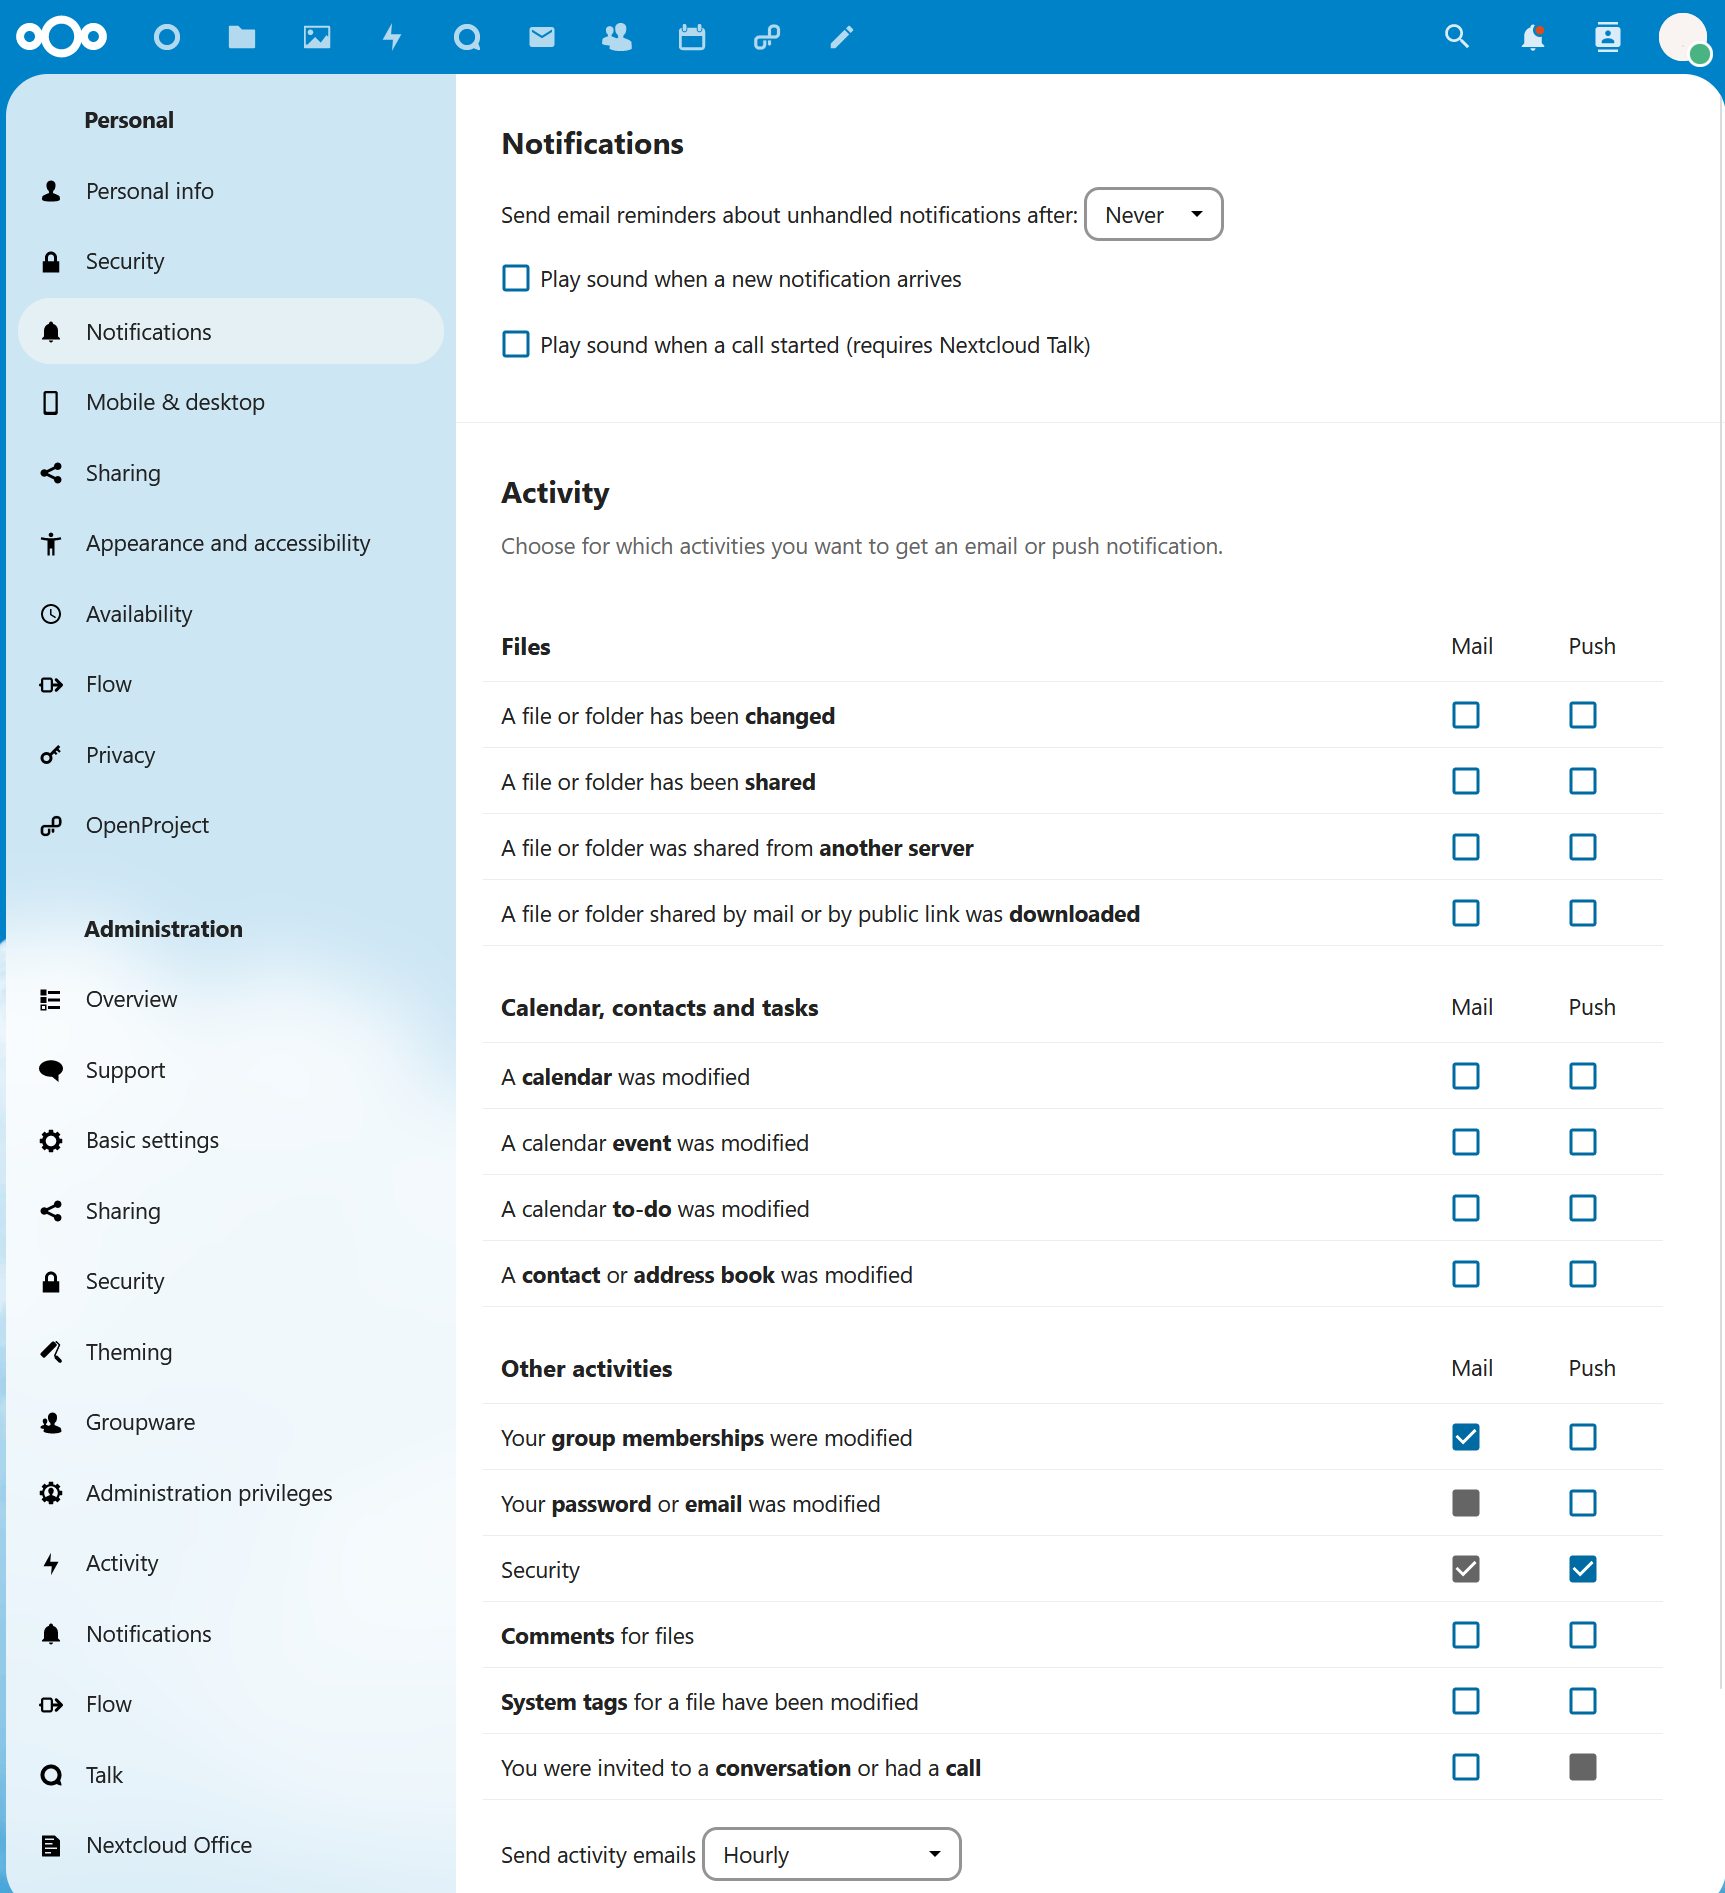 Personal
Personal info
Security
Notifications
Mobile & desktop
Sharing
Appearance and accessibility
Availability
Flow
Privacy
OpenProject
Administration
Overview
Support
Basic settings
Sharing
Security
Theming
Groupware
Administration privileges
Activity
Notifications
Flow
Talk
Nextcloud Office
Notifications
Send email reminders about unhandled notifications after: Never
Play sound when a new notification arrives
Play sound when a call started (requires Nextcloud Talk)
Activity
Choose for which activities you want to get an email or push notification.
Files Mail Push
A file or folder has been changed
A file or folder has been shared
A file or folder was shared from another server
A file or folder shared by mail or by public link was downloaded
Calendar, contacts and tasks Mail Push
A calendar was modified
A calendar event was modified
A calendar to-do was modified
A contact or address book was modified
Other activities Mail Push
Your group memberships were modified
Your password or email was modified
Security
Comments for files
System tags for a file have been modified
You were invited to a conversation or had a call
Send activity emails Hourly